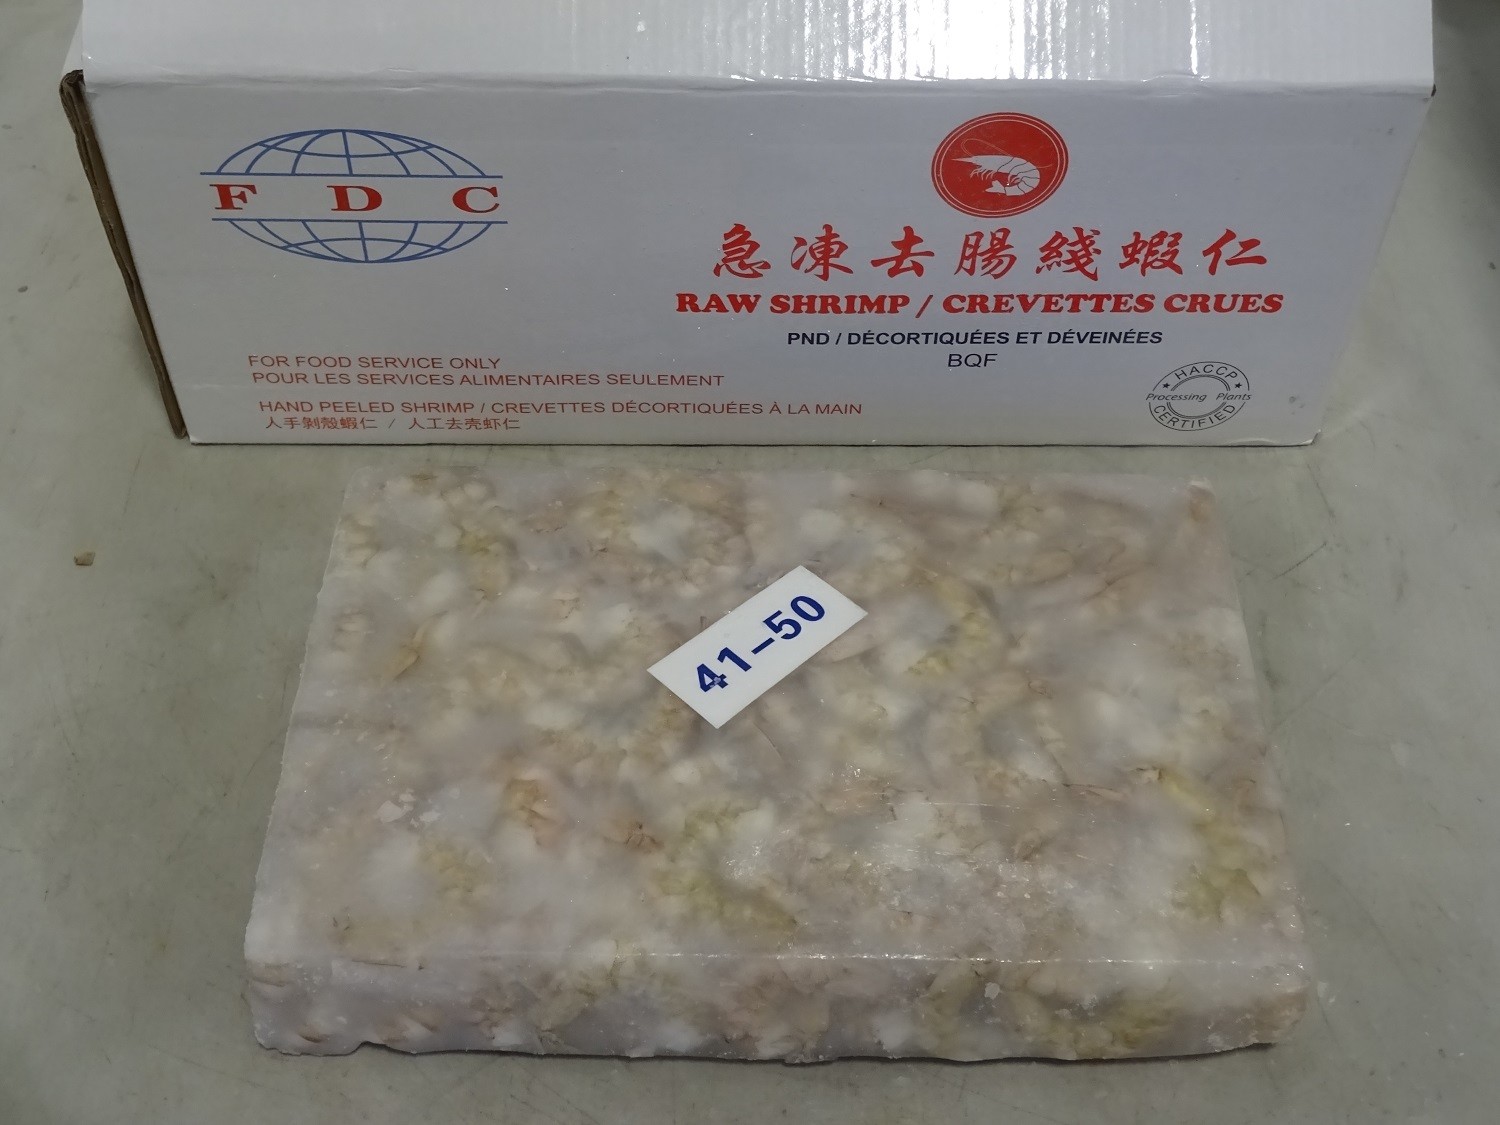 F D C
急凍去腸綫蝦仁
RAW SHRIMP / CREVETTES CRUES
PND / DÉCORTIQUÉES ET DÉVEINÉES
BQF
FOR FOOD SERVICE ONLY
POUR LES SERVICES ALIMENTAIRES SEULEMENT
HAND PEELED SHRIMP / CREVETTES DÉCORTIQUÉES À LA MAIN
人手剝殼蝦仁 / 人工去壳虾仁
HACCP
Processing Plants
CERTIFIED
41-50